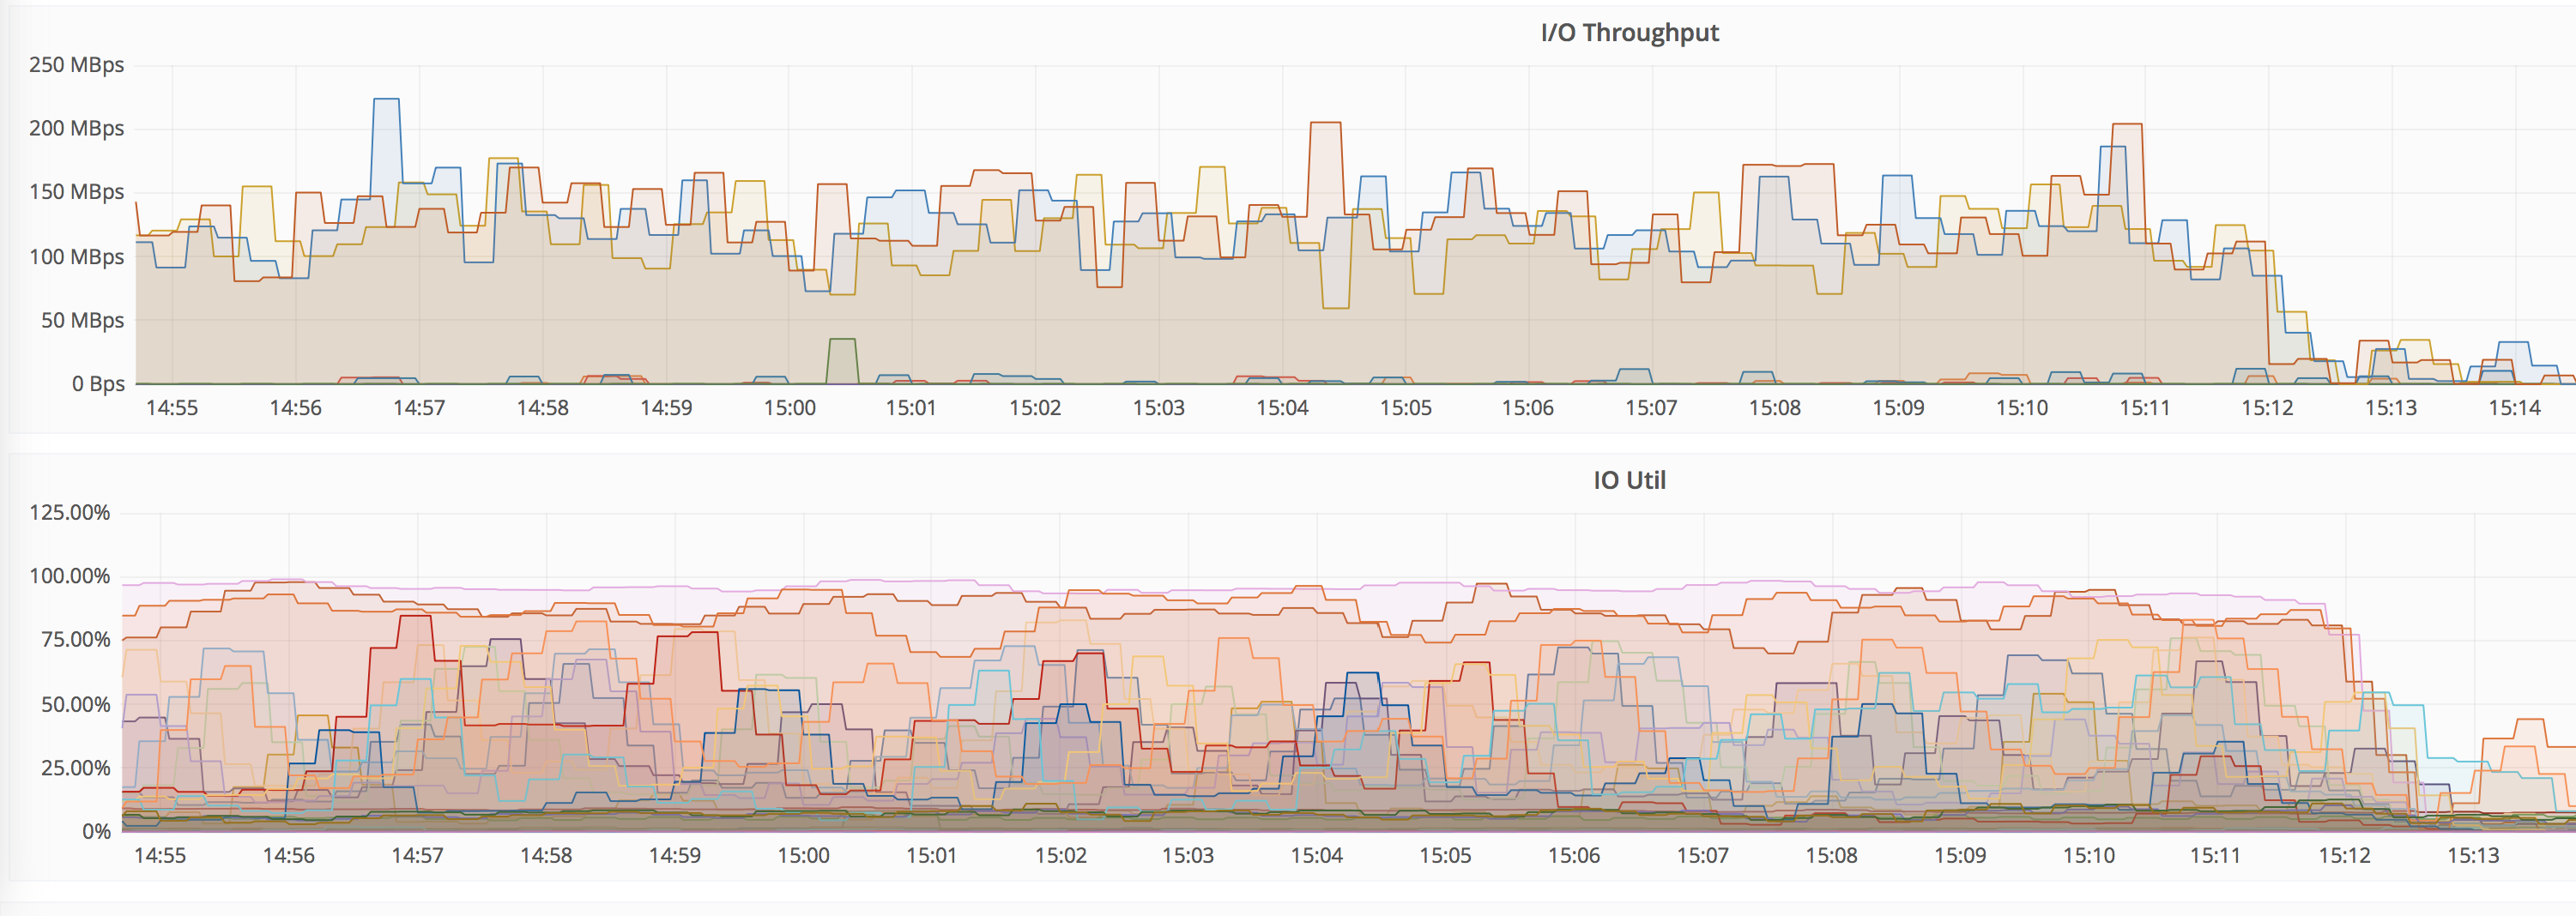 I/O Throughput
250 MBps
200 MBps
150 MBps
100 MBps
50 MBps
0 Bps
14:55 14:56 14:57 14:58 14:59 15:00 15:01 15:02 15:03 15:04 15:05 15:06 15:07 15:08 15:09 15:10 15:11 15:12 15:13 15:14
IO Util
125.00%
100.00%
75.00%
50.00%
25.00%
0%
14:55 14:56 14:57 14:58 14:59 15:00 15:01 15:02 15:03 15:04 15:05 15:06 15:07 15:08 15:09 15:10 15:11 15:12 15:13